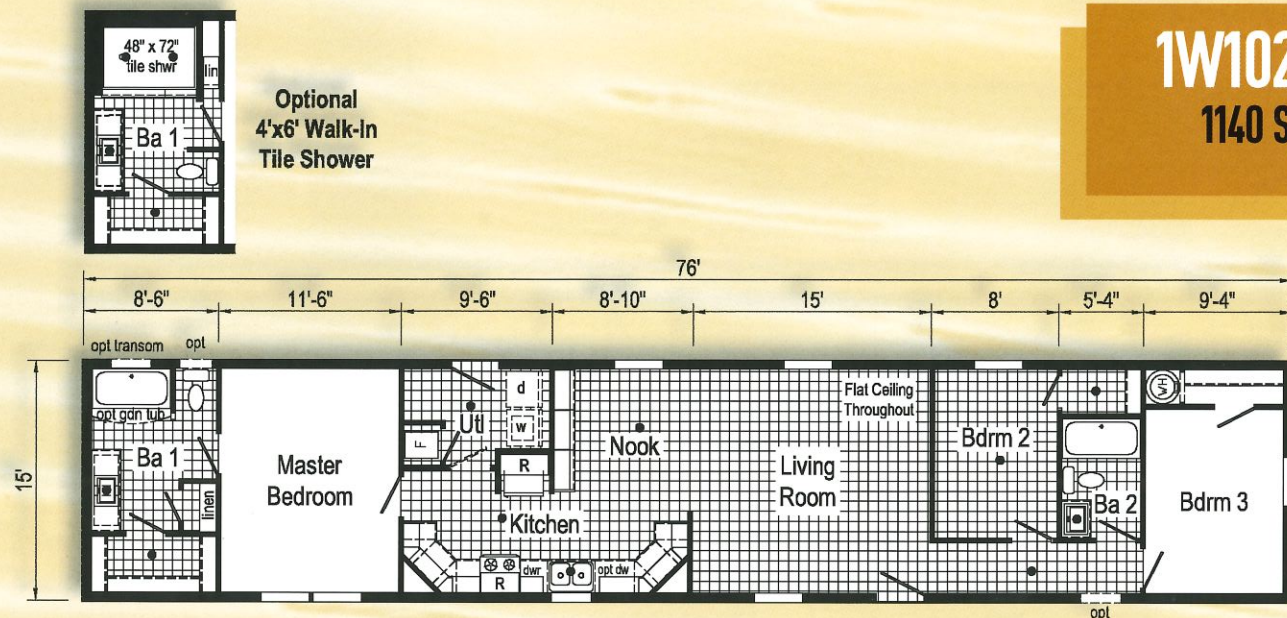 48" x 72"
tile shwr
lin
Ba 1
Optional
4'x6' Walk-in
Tile Shower
1W102
1140 S
76'
8'-6"
11'-6"
9'-6"
8'-10"
15'
8'
5'-4"
9'-4"
15'
opt transom
opt
opt gdn tub
Ba 1
linen
Master
Bedroom
Utl
F
d
w
R
Kitchen
R
dwr
opt dw
Nook
Flat Ceiling
Throughout
Living
Room
Bdrm 2
Ba 2
WH
Bdrm 3
opt